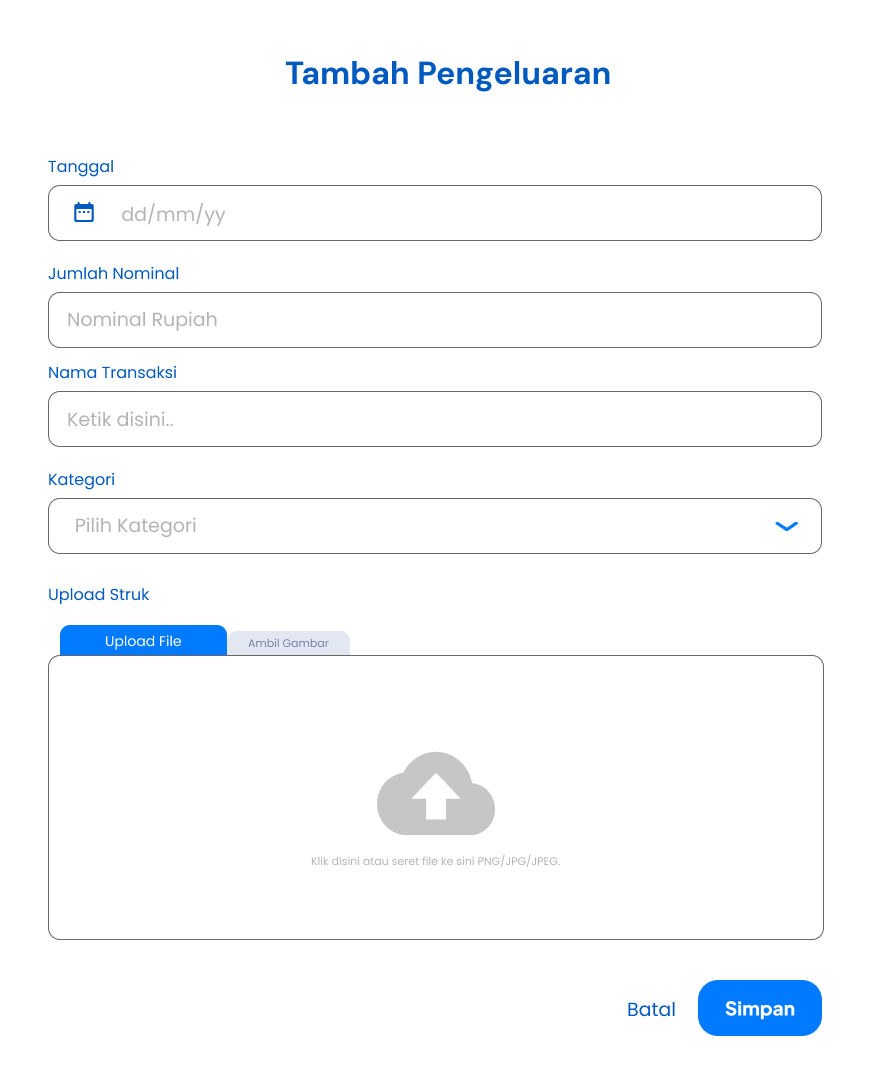 Tambah Pengeluaran
Tanggal
dd/mm/yy
Jumlah Nominal
Nominal Rupiah
Nama Transaksi
Ketik disini..
Kategori
Pilih Kategori
Upload Struk
Upload File
Ambil Gambar
Klik disini atau seret file ke sini PNG/JPG/JPEG.
Batal
Simpan